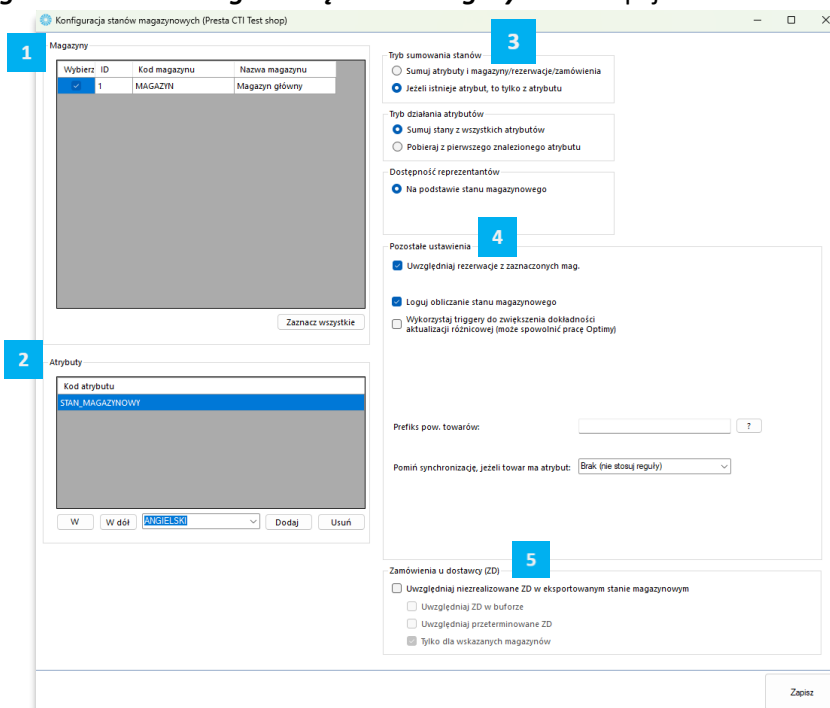 Konfiguracja stanów magazynowych (Presta CTI Test shop)
1
Magazyny
Wybierz ID Kod magazynu Nazwa magazynu
1 MAGAZYN Magazyn główny
Zaznacz wszystkie
2
Atrybuty
Kod atrybutu
STAN_MAGAZYNOWY
W W dół ANGIELSKI Dodaj Usuń
3
Tryb sumowania stanów
Sumuj atrybuty i magazyny/rezerwacje/zamówienia
Jeżeli istnieje atrybut, to tylko z atrybutu
Tryb działania atrybutów
Sumuj stany z wszystkich atrybutów
Pobieraj z pierwszego znalezionego atrybutu
Dostępność reprezentantów
Na podstawie stanu magazynowego
4
Pozostałe ustawienia
Uwzględniaj rezerwacje z zaznaczonych mag.
Loguj obliczanie stanu magazynowego
Wykorzystaj triggery do zwiększenia dokładności
aktualizacji różnicowej (może spowolnić pracę Optimy)
Prefiks pow. towarów: ?
Pomiń synchronizację, jeżeli towar ma atrybut: Brak (nie stosuj reguły)
5
Zamówienia u dostawcy (ZD)
Uwzględniaj niezrealizowane ZD w eksportowanym stanie magazynowym
Uwzględniaj ZD w buforze
Uwzględniaj przeterminowane ZD
Tylko dla wskazanych magazynów
Zapisz